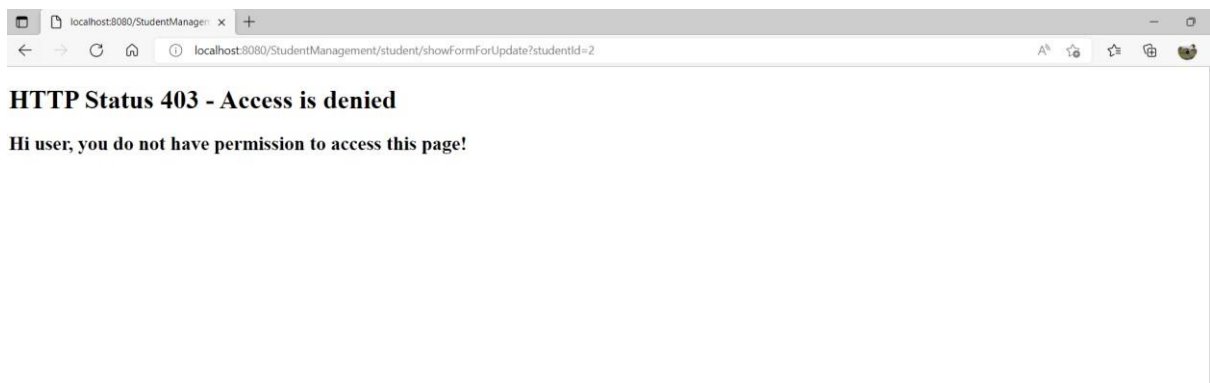 localhost:8080/StudentManagem
localhost:8080/StudentManagement/student/showFormForUpdate?studentId=2
HTTP Status 403 - Access is denied
Hi user, you do not have permission to access this page!